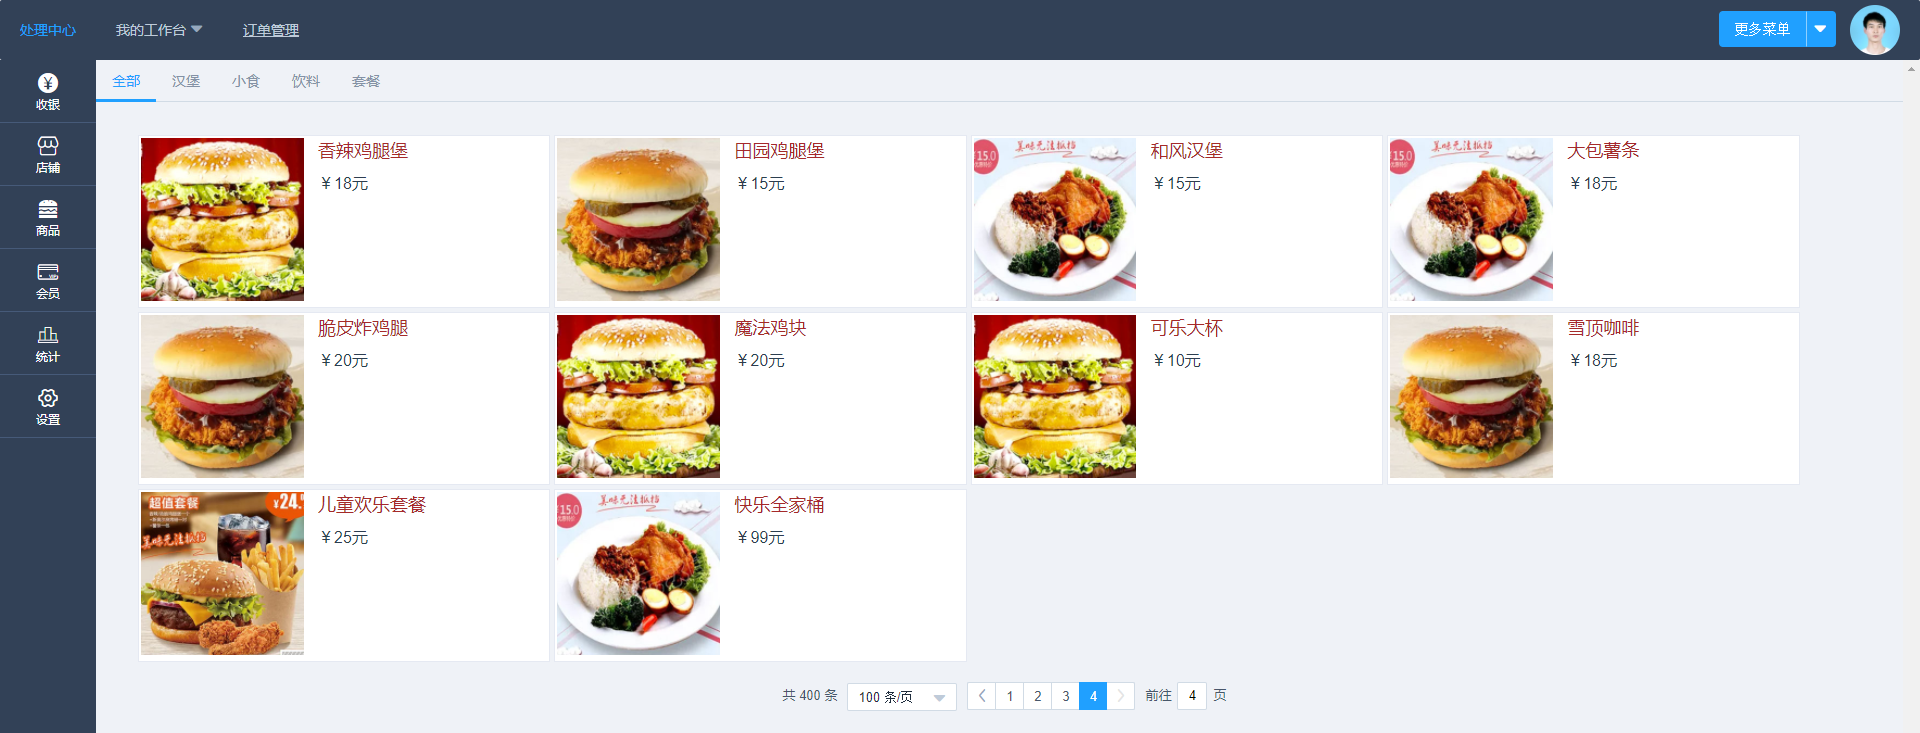 处理中心
我的工作台
订单管理
更多菜单
收银
店铺
商品
会员
统计
设置
全部
汉堡
小食
饮料
套餐
香辣鸡腿堡
￥18元
田园鸡腿堡
￥15元
15.0
美味无法抵挡
和风汉堡
￥15元
15.0
美味无法抵挡
大包薯条
￥18元
脆皮炸鸡腿
￥20元
魔法鸡块
￥20元
可乐大杯
￥10元
雪顶咖啡
￥18元
超值套餐
¥24.
美味无法抵挡
儿童欢乐套餐
￥25元
15.0
美味无法抵挡
快乐全家桶
￥99元
共 400 条
100 条/页
1
2
3
4
前往 4 页